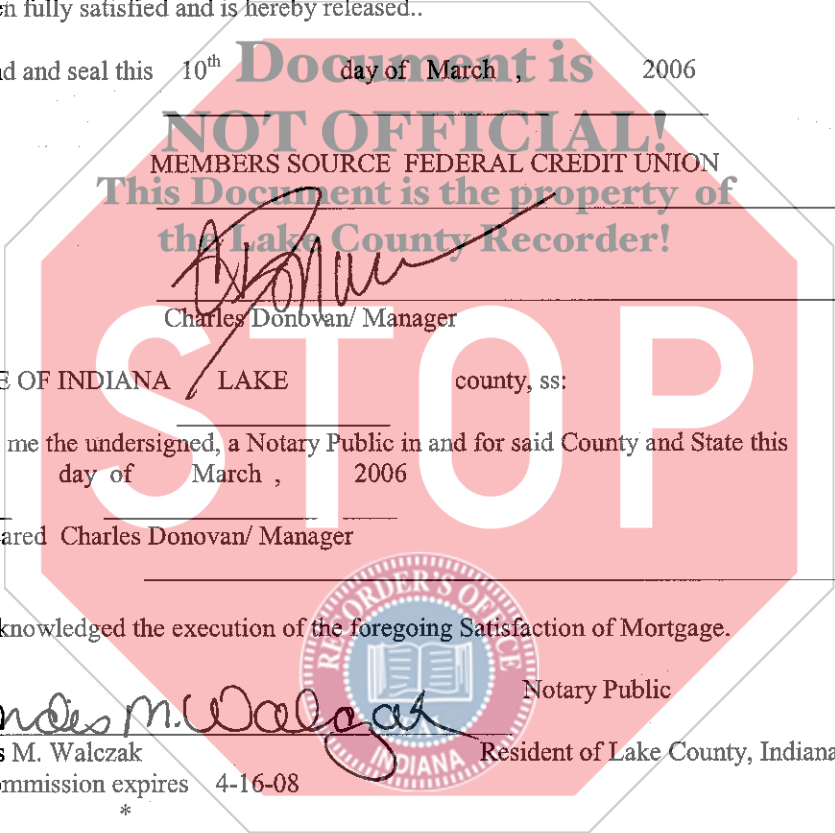 en fully satisfied and is hereby released..
nd and seal this 10th day of March , 2006
Document is
NOT OFFICIAL!
MEMBERS SOURCE FEDERAL CREDIT UNION
This Document is the property of
the Lake County Recorder!
Charles Donovan/ Manager
STOP
E OF INDIANA LAKE county, ss:
me the undersigned, a Notary Public in and for said County and State this
day of March , 2006
ared Charles Donovan/ Manager
knowledged the execution of the foregoing Satisfaction of Mortgage.
RECORDER'S OFFICE
INDIANA
Notary Public
ndes M. Walczak
s M. Walczak Resident of Lake County, Indiana
mmission expires 4-16-08
*